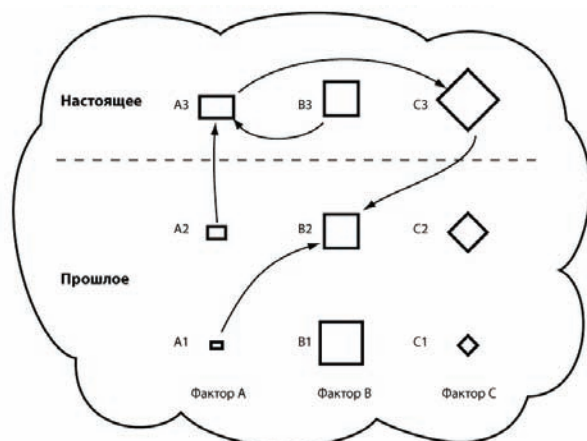 A3
B3
C3
Настоящее
A2
B2
C2
Прошлое
A1
B1
C1
Фактор A
Фактор B
Фактор C